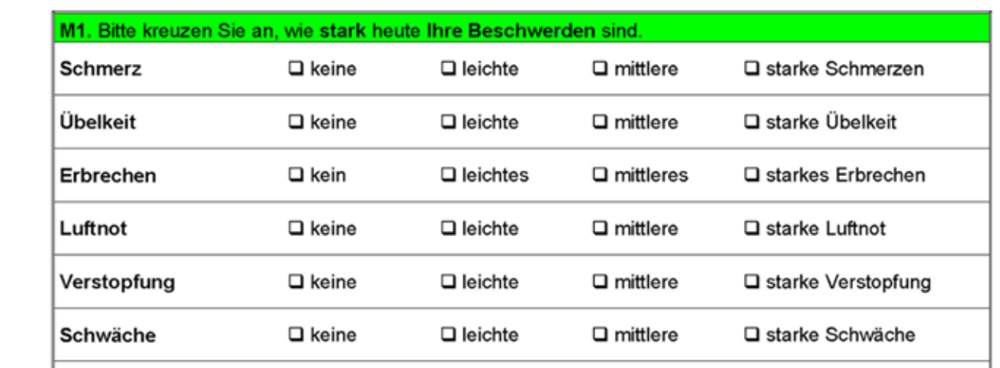 M1. Bitte kreuzen Sie an, wie stark heute Ihre Beschwerden sind.
Schmerz ❑ keine ❑ leichte ❑ mittlere ❑ starke Schmerzen
Übelkeit ❑ keine ❑ leichte ❑ mittlere ❑ starke Übelkeit
Erbrechen ❑ kein ❑ leichtes ❑ mittleres ❑ starkes Erbrechen
Luftnot ❑ keine ❑ leichte ❑ mittlere ❑ starke Luftnot
Verstopfung ❑ keine ❑ leichte ❑ mittlere ❑ starke Verstopfung
Schwäche ❑ keine ❑ leichte ❑ mittlere ❑ starke Schwäche